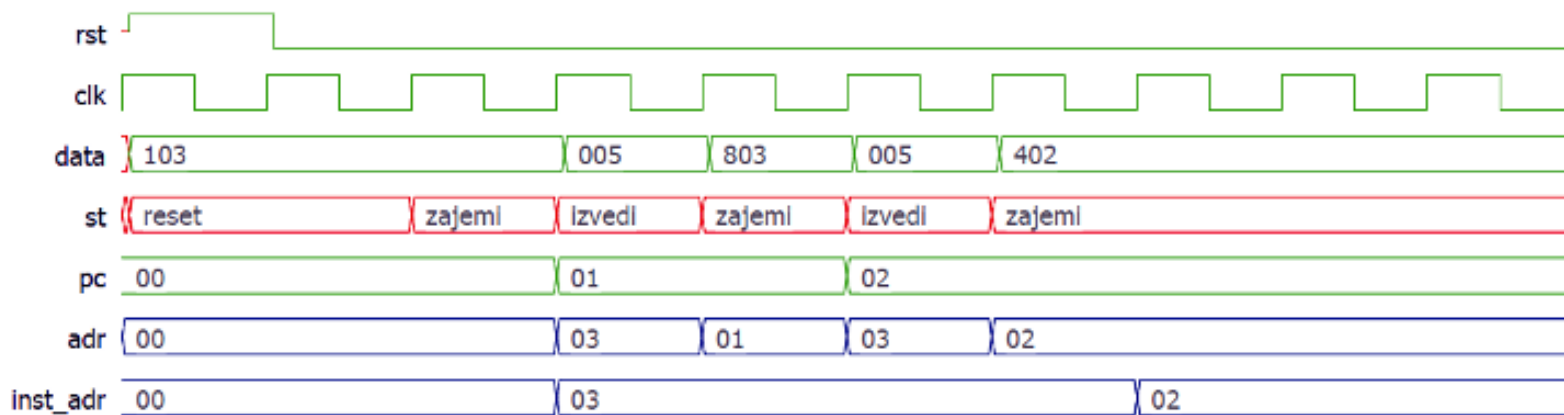 rst
clk
data 103 005 803 005 402
st reset zajemi izvedi zajemi izvedi zajemi
pc 00 01 02
adr 00 03 01 03 02
inst_adr 00 03 02